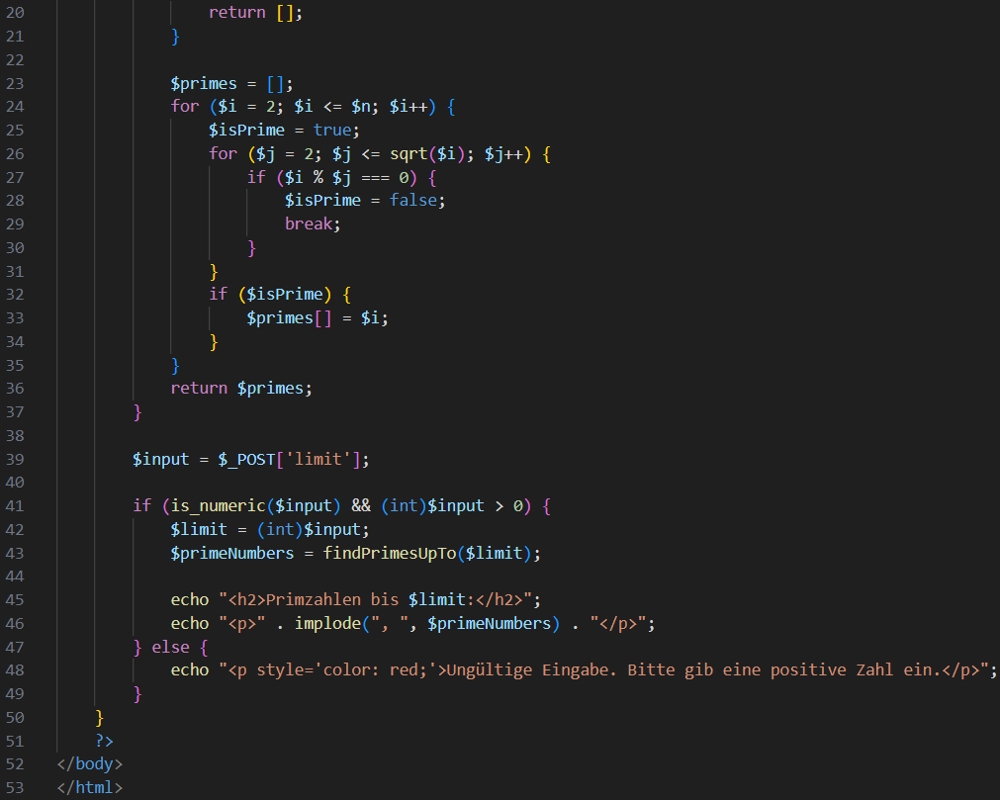 20 return [];
21 }
22
23 $primes = [];
24 for ($i = 2; $i <= $n; $i++) {
25 $isPrime = true;
26 for ($j = 2; $j <= sqrt($i); $j++) {
27 if ($i % $j === 0) {
28 $isPrime = false;
29 break;
30 }
31 }
32 if ($isPrime) {
33 $primes[] = $i;
34 }
35 }
36 return $primes;
37 }
38
39 $input = $_POST['limit'];
40
41 if (is_numeric($input) && (int)$input > 0) {
42 $limit = (int)$input;
43 $primeNumbers = findPrimesUpTo($limit);
44
45 echo "<h2>Primzahlen bis $limit:</h2>";
46 echo "<p>" . implode(", ", $primeNumbers) . "</p>";
47 } else {
48 echo "<p style='color: red;'>Ungültige Eingabe. Bitte gib eine positive Zahl ein.</p>";
49 }
50 }
51 ?>
52 </body>
53 </html>